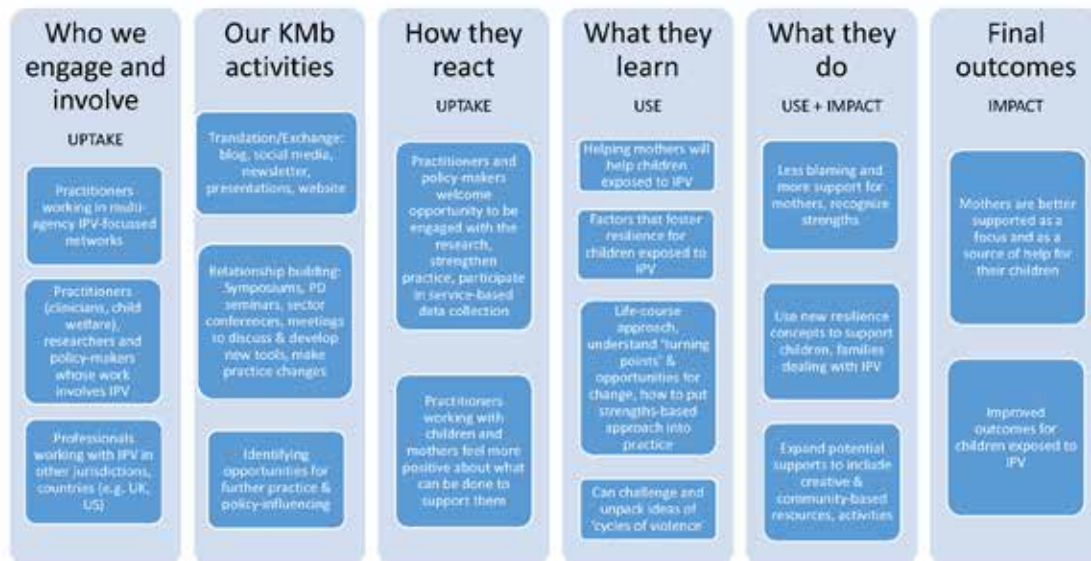 Who we
engage and
involve
UPTAKE
Practitioners
working in multi-
agency IPV-focussed
networks
Practitioners
(clinicians, child
welfare),
researchers and
policy-makers
whose work
involves IPV
Professionals
working with IPV in
other jurisdictions,
countries (e.g. UK,
US)
Our KMb
activities
Translation/Exchange:
blog, social media,
newsletter,
presentations, website
Relationship building:
Symposiums, PD
seminars, sector
conferences, meetings
to discuss & develop
new tools, make
practice changes
Identifying
opportunities for
further practice &
policy-influencing
How they
react
UPTAKE
Practitioners and
policy-makers
welcome
opportunity to be
engaged with the
research,
strengthen
practice, participate
in service-based
data collection
Practitioners
working with
children and
mothers feel more
positive about what
can be done to
support them
What they
learn
USE
Helping mothers will
help children
exposed to IPV
Factors that foster
resilience for
children exposed to
IPV
Life-course
approach,
understand 'turning
points' &
opportunities for
change, how to put
strengths-based
approach into
practice
Can challenge and
unpack ideas of
'cycles of violence'
What they
do
USE + IMPACT
Less blaming and
more support for
mothers, recognize
strengths
Use new resilience
concepts to support
children, families
dealing with IPV
Expand potential
supports to include
creative &
community-based
resources, activities
Final
outcomes
IMPACT
Mothers are better
supported as a
focus and as a
source of help for
their children
Improved
outcomes for
children exposed to
IPV